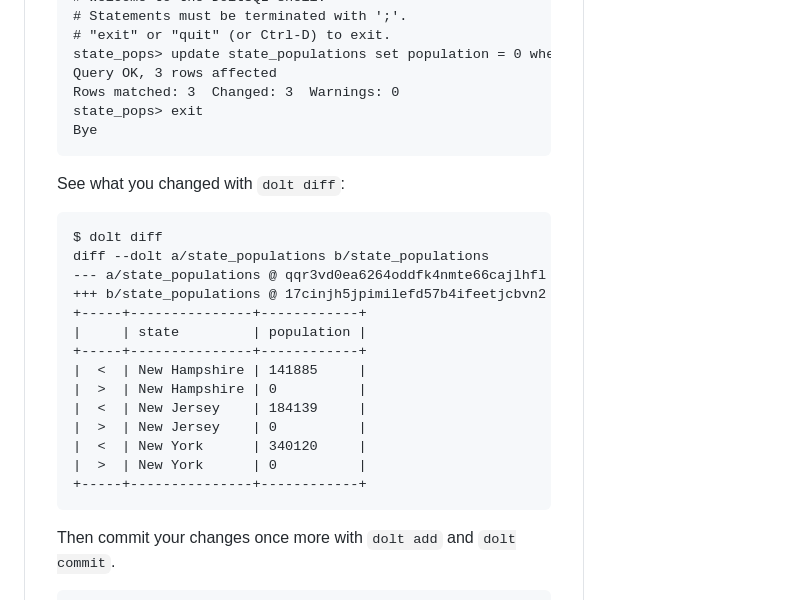 # Statements must be terminated with ';'.
# "exit" or "quit" (or Ctrl-D) to exit.
state_pops> update state_populations set population = 0 whe
Query OK, 3 rows affected
Rows matched: 3  Changed: 3  Warnings: 0
state_pops> exit
Bye
See what you changed with dolt diff:
$ dolt diff
diff --dolt a/state_populations b/state_populations
--- a/state_populations @ qqr3vd0ea6264oddfk4nmte66cajlhfl
+++ b/state_populations @ 17cinjh5jpimilefd57b4ifeetjcbvn2
+-----+---------------+------------+
|     | state         | population |
+-----+---------------+------------+
|  <  | New Hampshire | 141885     |
|  >  | New Hampshire | 0          |
|  <  | New Jersey    | 184139     |
|  >  | New Jersey    | 0          |
|  <  | New York      | 340120     |
|  >  | New York      | 0          |
+-----+---------------+------------+
Then commit your changes once more with dolt add and dolt
commit.